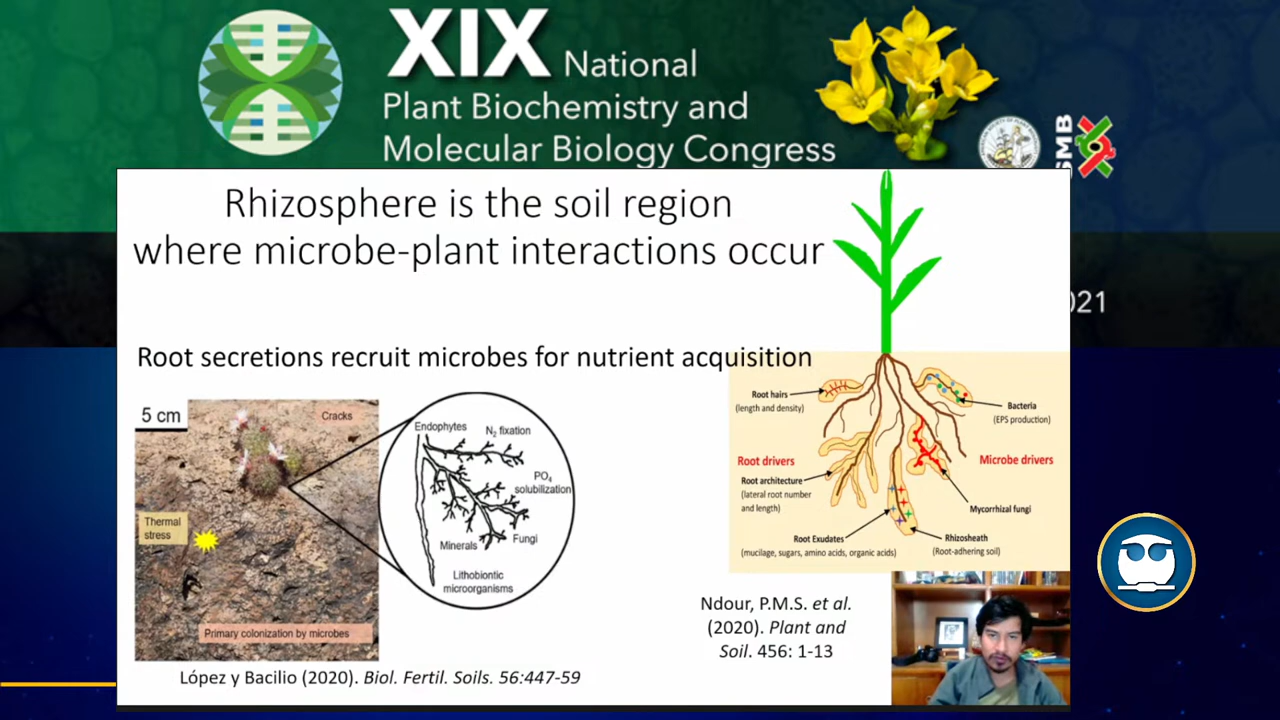 XIX National
Plant Biochemistry and
Molecular Biology Congress
SMB
021
Rhizosphere is the soil region
where microbe-plant interactions occur
Root secretions recruit microbes for nutrient acquisition
5 cm
Cracks
Thermal
stress
Primary colonization by microbes
Endophytes
N₂ fixation
PO₄
solubilization
Fungi
Minerals
Lithobiontic
microorganisms
López y Bacilio (2020). Biol. Fertil. Soils. 56:447-59
Root hairs
(length and density)
Bacteria
(EPS production)
Root drivers
Microbe drivers
Root architecture
(lateral root number
and length)
Mycorrhizal fungi
Root Exudates
(mucilage, sugars, amino acids, organic acids)
Rhizosheath
(Root-adhering soil)
Ndour, P.M.S. et al.
(2020). Plant and
Soil. 456: 1-13